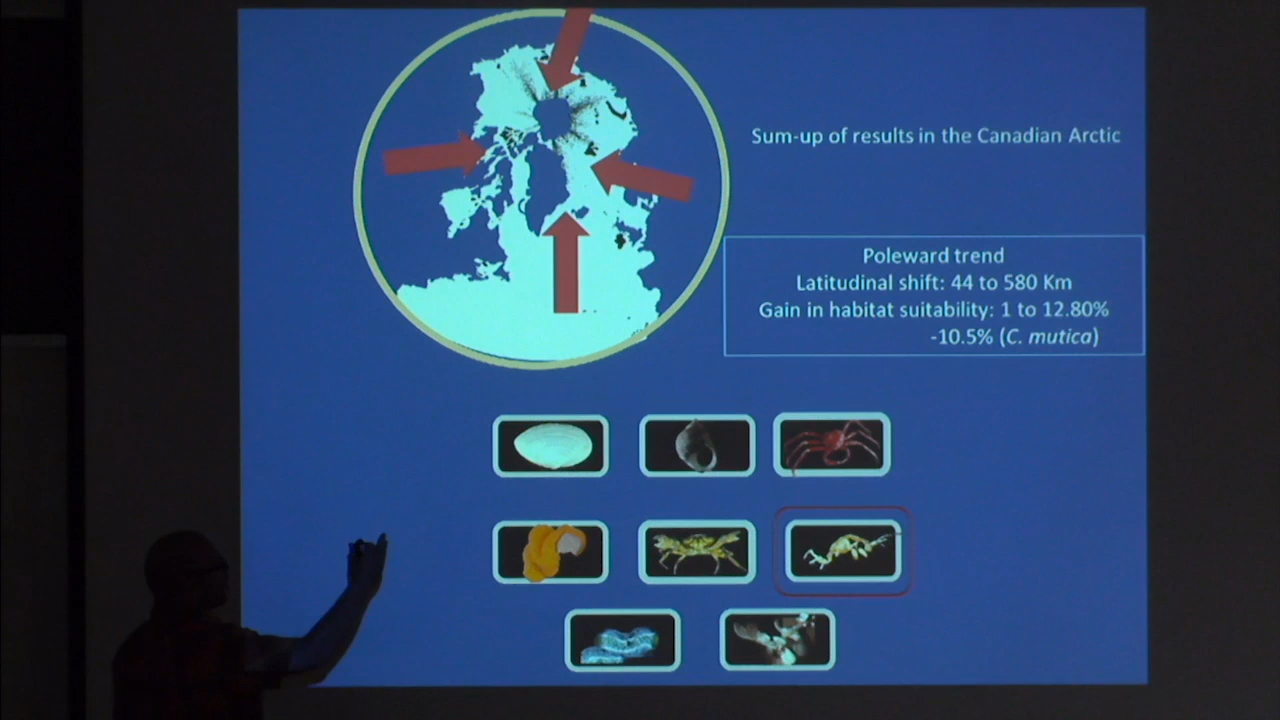 Sum-up of results in the Canadian Arctic
Poleward trend
Latitudinal shift: 44 to 580 Km
Gain in habitat suitability: 1 to 12.80%
-10.5% (C. mutica)